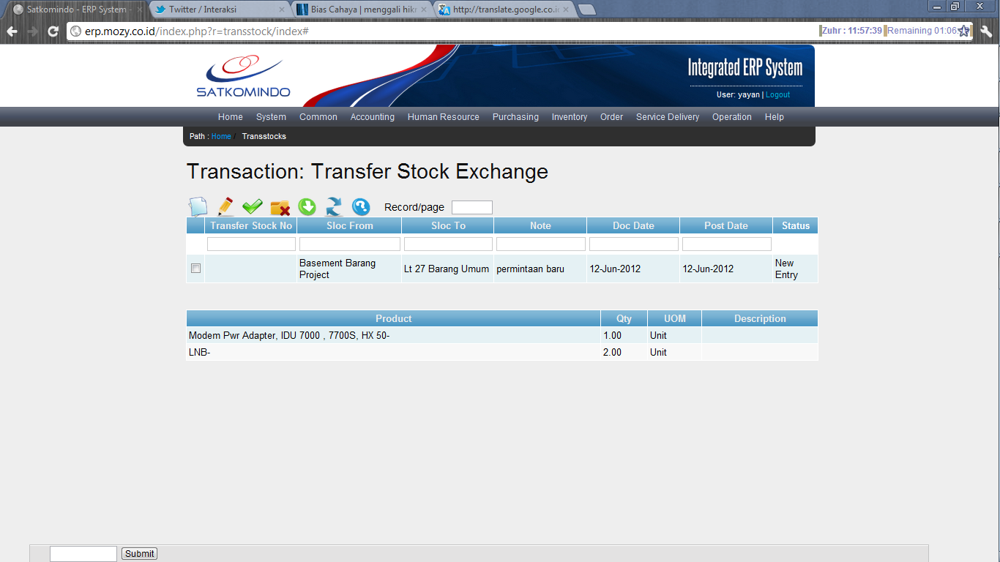 Satkomindo - ERP System -
Twitter / Interaksi
Bias Cahaya | menggali hikm
http://translate.google.co.id
erp.mozy.co.id/index.php?r=transstock/index#
Zuhr : 11:57:39
Remaining 01:06:
SATKOMINDO
Integrated ERP System
User: yayan | Logout
Home System Common Accounting Human Resource Purchasing Inventory Order Service Delivery Operation Help
Path : Home / Transstocks
Transaction: Transfer Stock Exchange
Record/page
Transfer Stock No Sloc From Sloc To Note Doc Date Post Date Status
Basement Barang Project Lt 27 Barang Umum permintaan baru 12-Jun-2012 12-Jun-2012 New Entry
Product Qty UOM Description
Modem Pwr Adapter, IDU 7000 , 7700S, HX 50- 1.00 Unit
LNB- 2.00 Unit
Submit